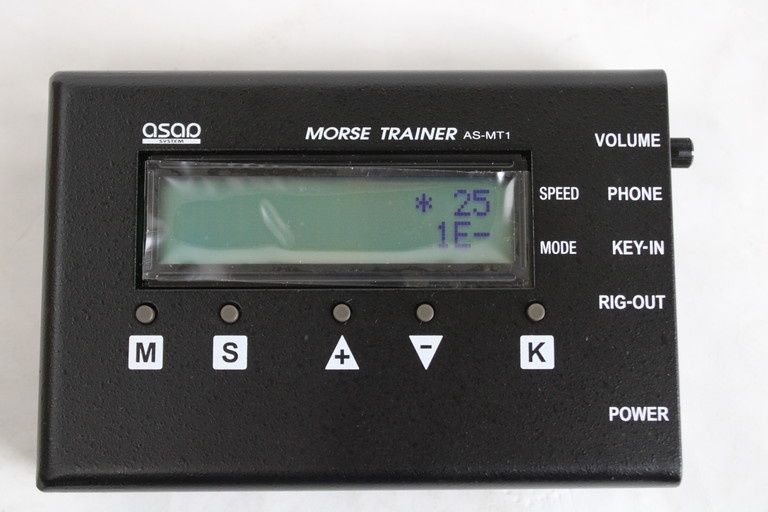 asap
SYSTEM
MORSE TRAINER AS-MT1
VOLUME
* 25
SPEED
PHONE
1E-
MODE
KEY-IN
RIG-OUT
M
S
+
-
K
POWER